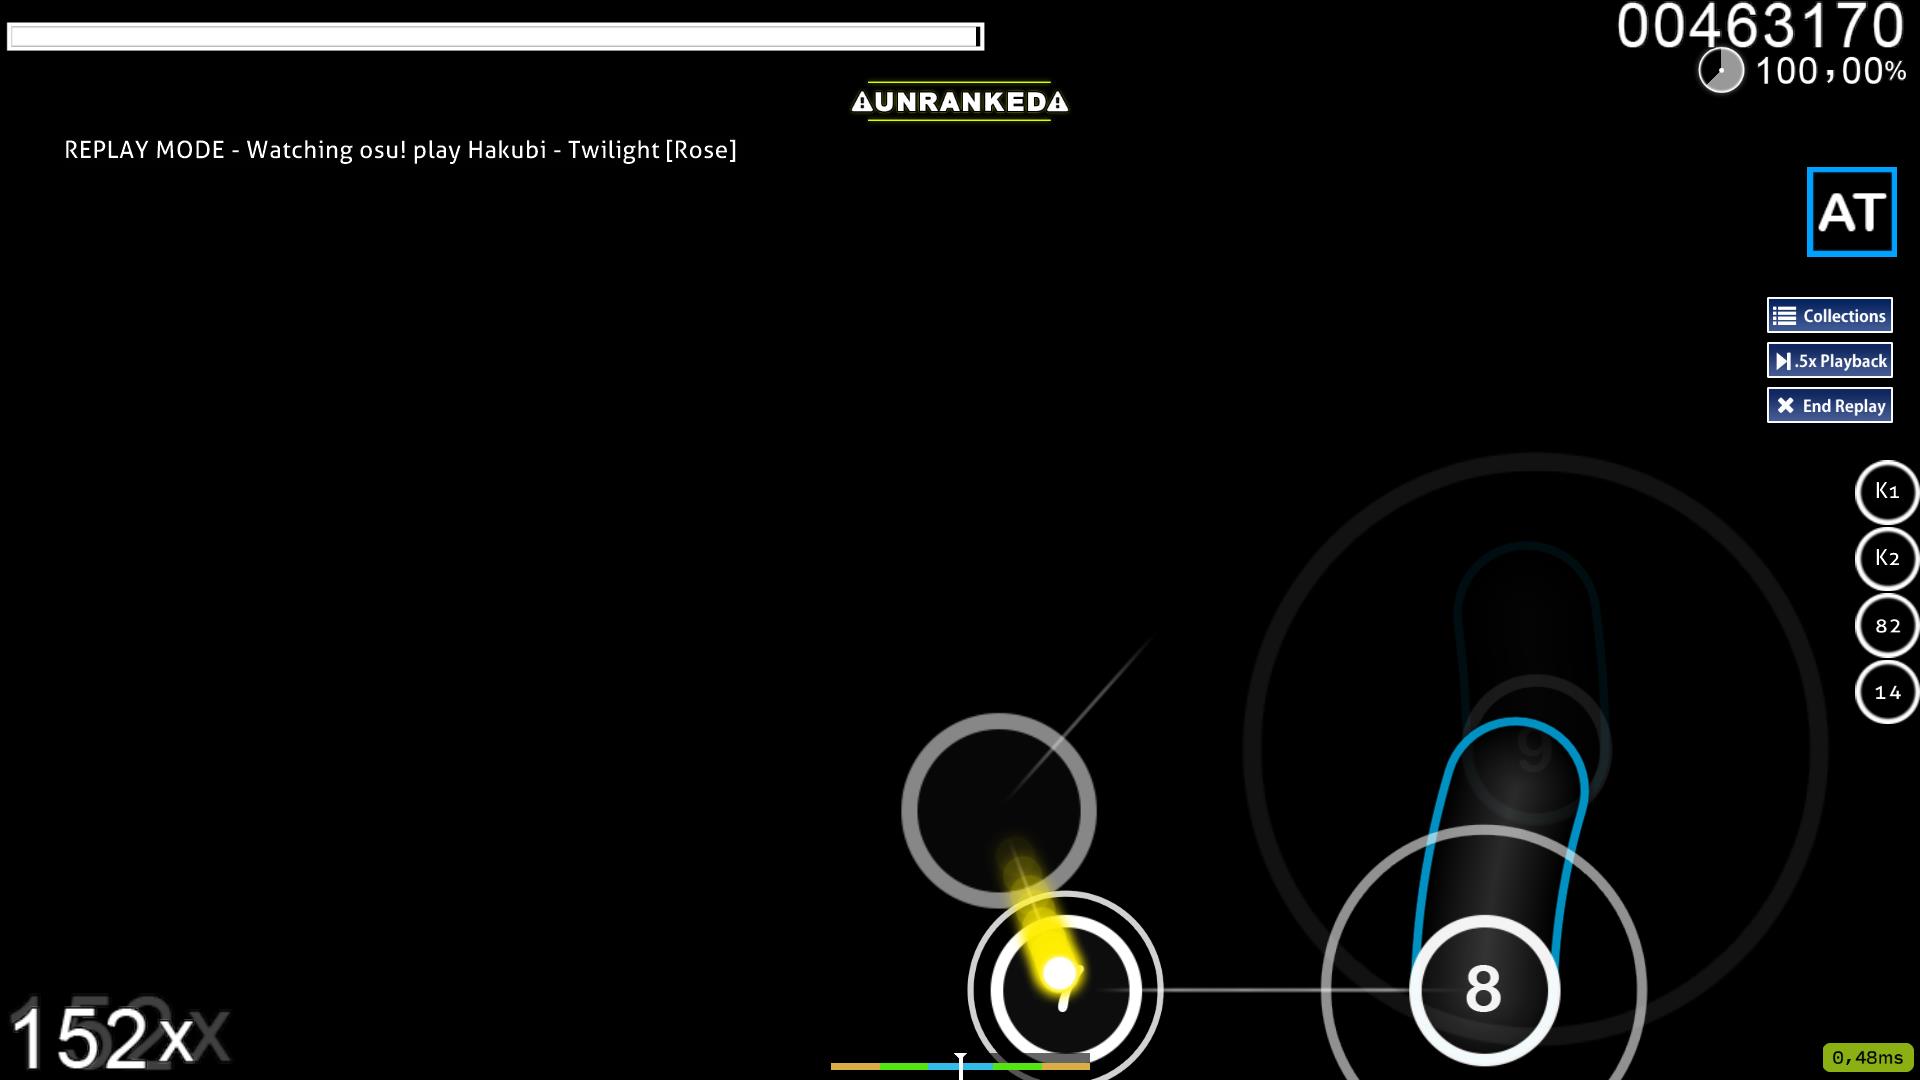 00463170
100,00%
UNRANKED
REPLAY MODE - Watching osu! play Hakubi - Twilight [Rose]
AT
Collections
.5x Playback
End Replay
K1
K2
82
14
9
7
8
152x
0,48ms